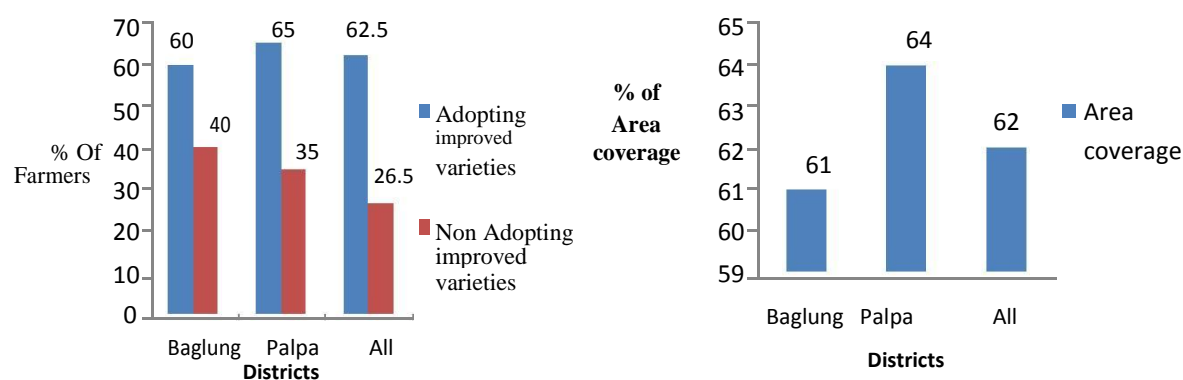 70
60
50
40
30
20
10
0
% Of
Farmers
60
40
65
35
62.5
26.5
Baglung
Palpa
All
Districts
Adopting
improved
varieties
Non Adopting
improved
varieties
65
64
63
62
61
60
59
% of
Area
coverage
61
64
62
Baglung
Palpa
All
Districts
Area
coverage